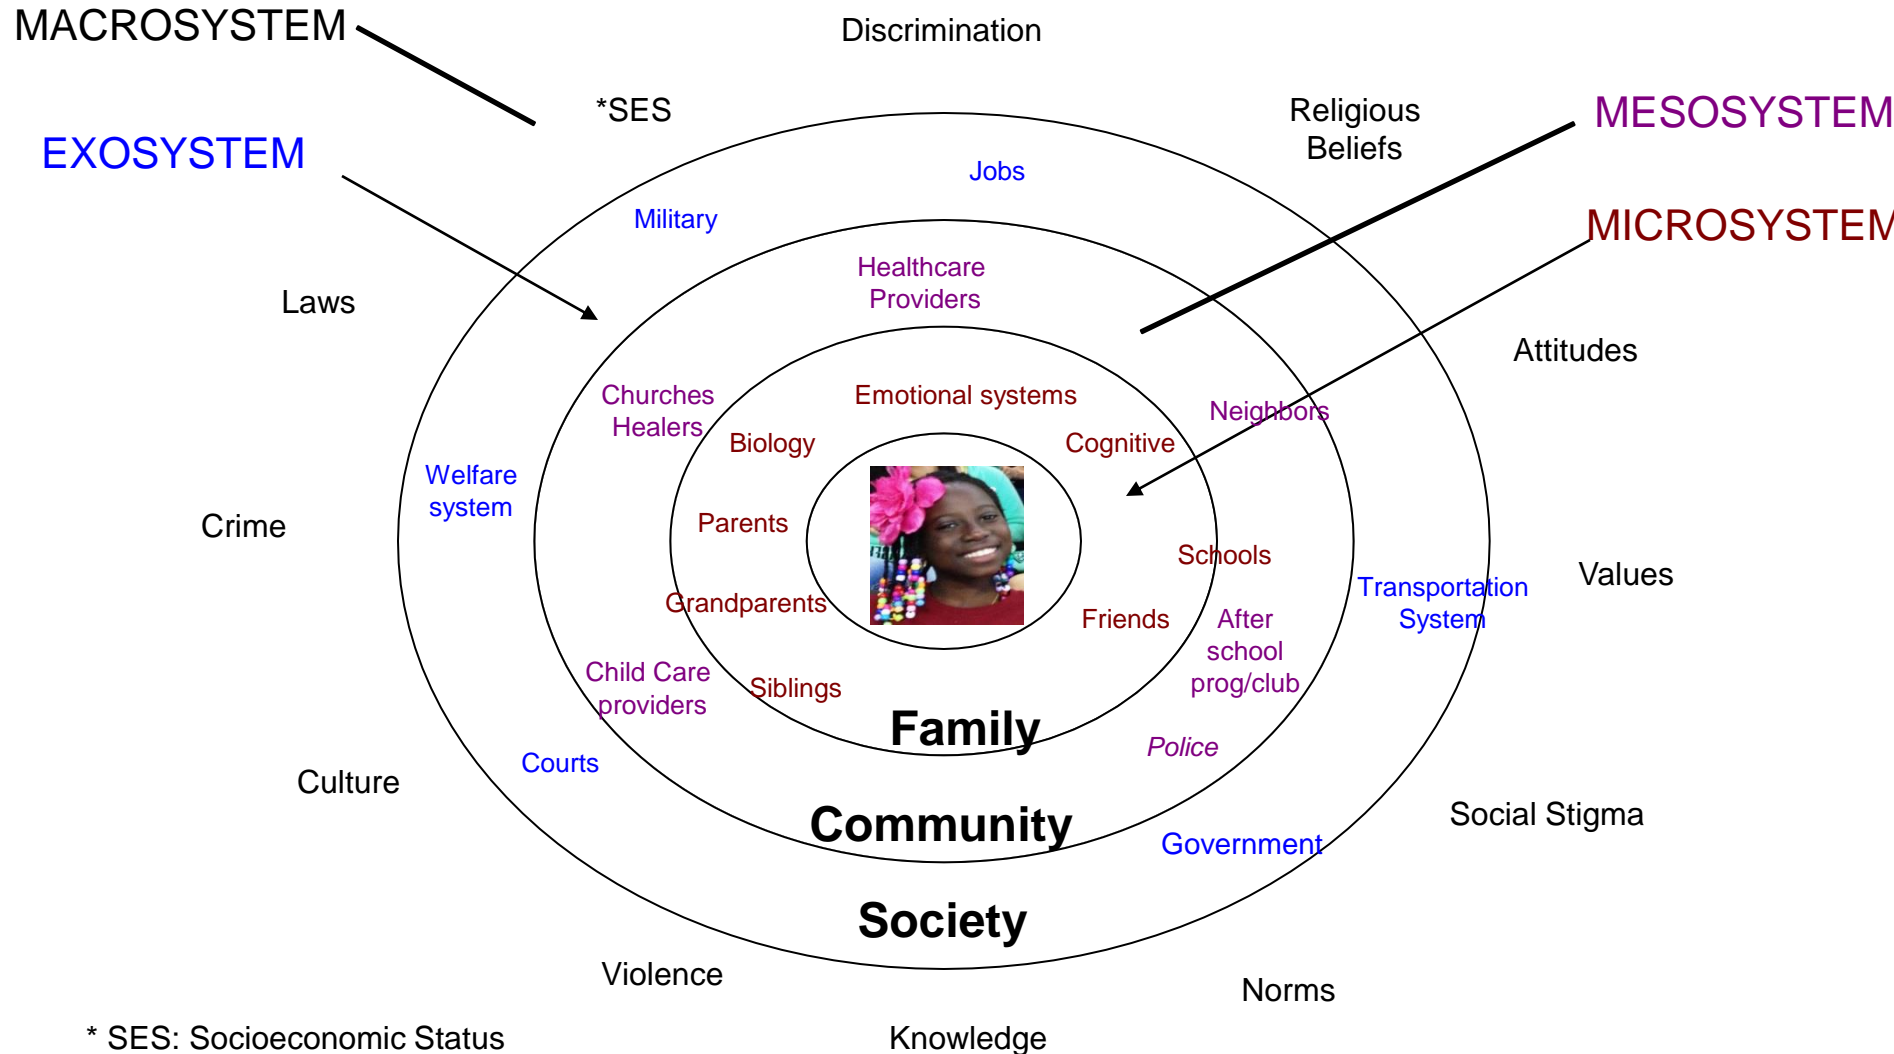 MACROSYSTEM
Discrimination
*SES
Religious
Beliefs
MESOSYSTEM
EXOSYSTEM
Jobs
Military
MICROSYSTEM
Healthcare
Providers
Laws
Attitudes
Churches
Healers
Emotional systems
Neighbors
Biology
Cognitive
Welfare
system
Crime
Parents
Schools
Values
Transportation
System
Grandparents
Friends
After
school
prog/club
Child Care
providers
Siblings
Family
Police
Courts
Culture
Community
Social Stigma
Government
Society
Violence
Norms
* SES: Socioeconomic Status
Knowledge